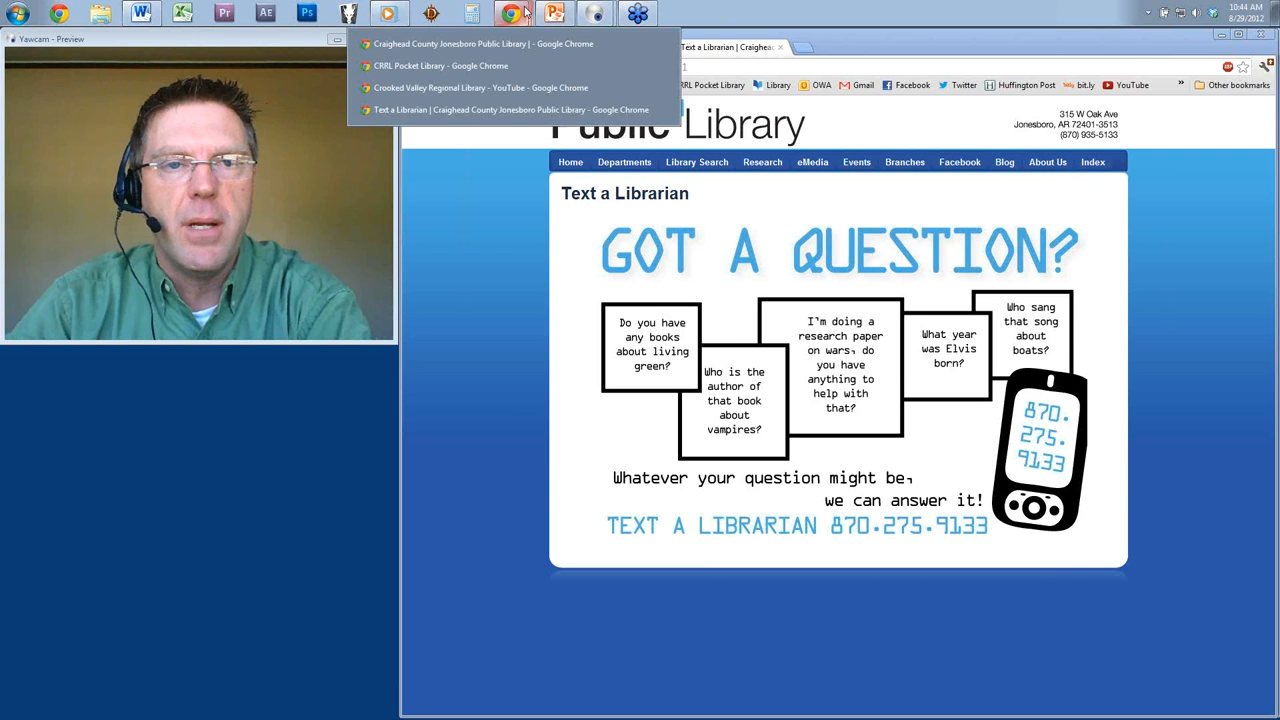 10:44 AM
8/29/2012
Yawcam - Preview
Craighead County Jonesboro Public Library | - Google Chrome
CRRL Pocket Library - Google Chrome
Crooked Valley Regional Library - YouTube - Google Chrome
Text a Librarian | Craighead County Jonesboro Public Library - Google Chrome
Text a Librarian | Craighead
RRL Pocket Library
Library
OWA
Gmail
Facebook
Twitter
Huffington Post
bit.ly
YouTube
Other bookmarks
Public Library
315 W Oak Ave
Jonesboro, AR 72401-3513
(870) 935-5133
Home Departments Library Search Research eMedia Events Branches Facebook Blog About Us Index
Text a Librarian
GOT A QUESTION?
Do you have
any books
about living
green?
Who is the
author of
that book
about
vampires?
I'm doing a
research paper
on wars, do
you have
anything to
help with
that?
What year
was Elvis
born?
Who sang
that song
about
boats?
870.
275.
9133
Whatever your question might be,
we can answer it!
TEXT A LIBRARIAN 870.275.9133